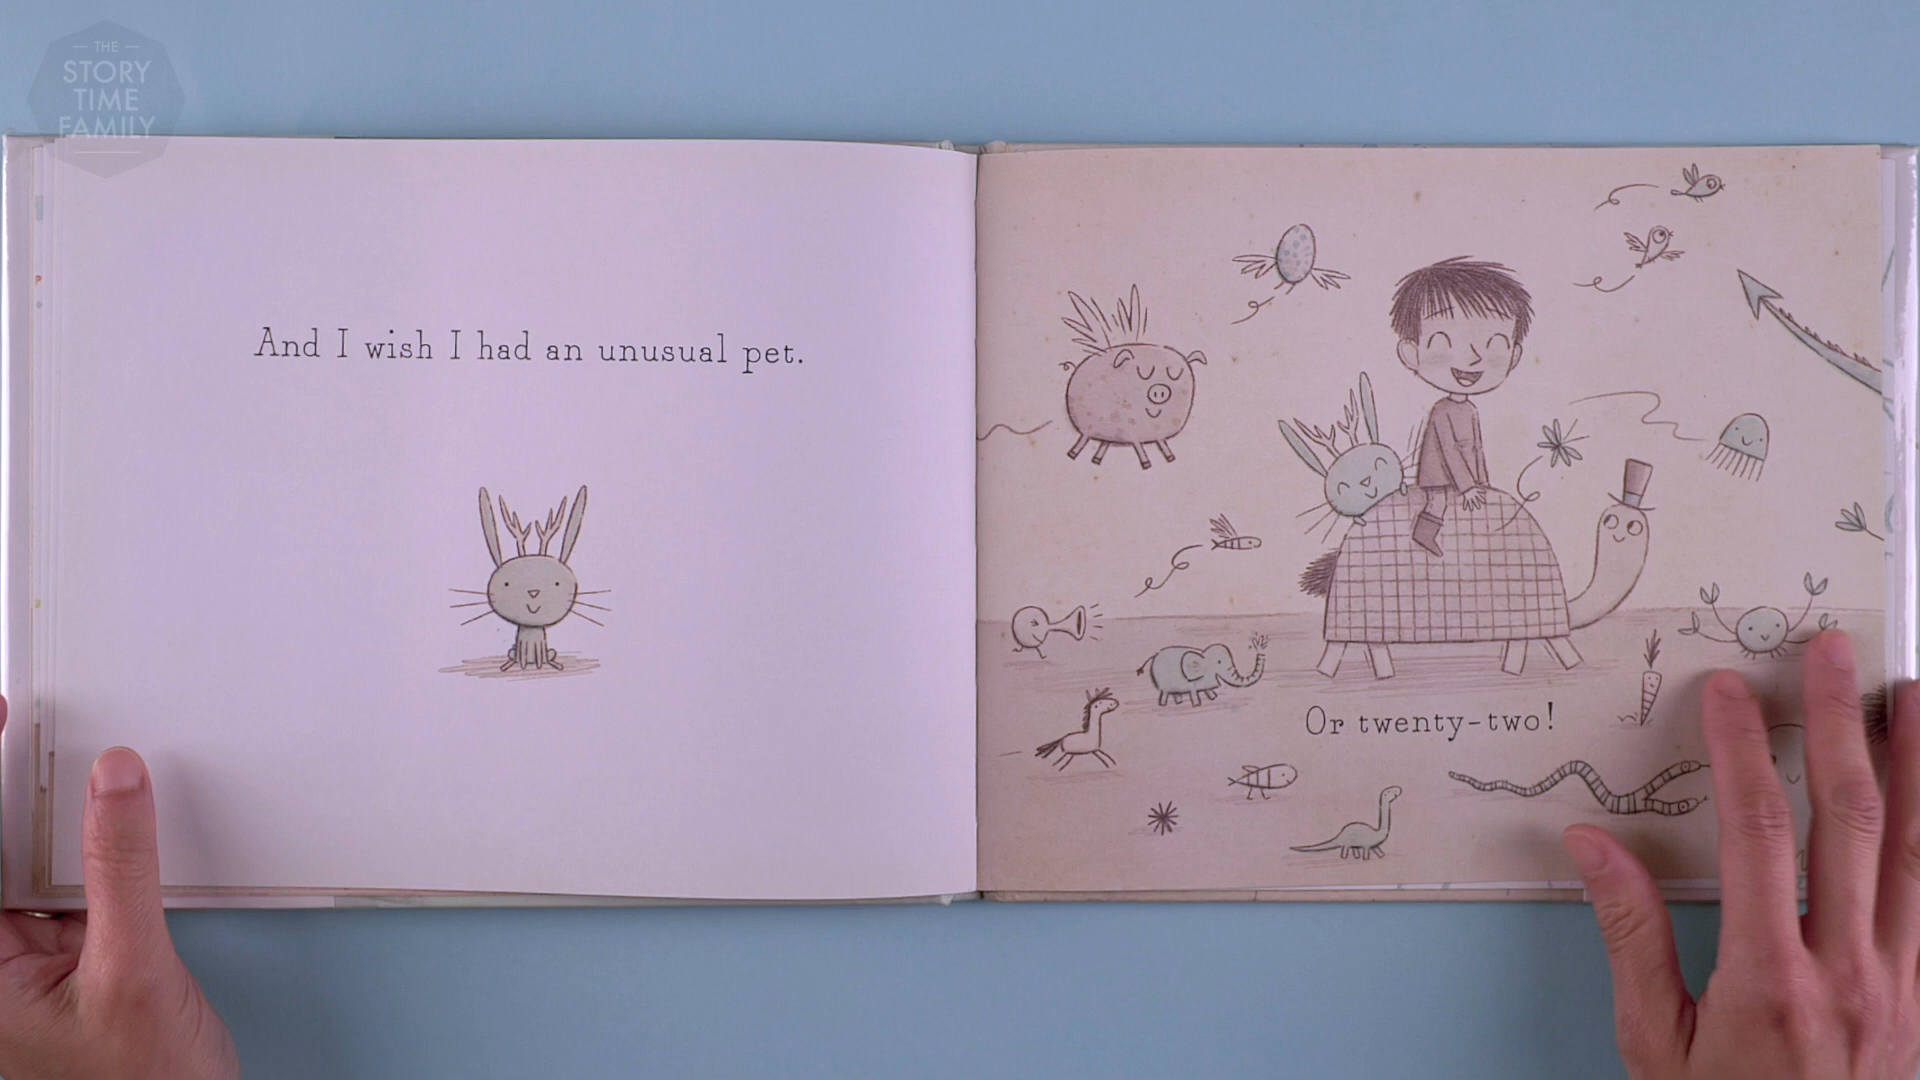 THE
STORY
TIME
FAMILY
And I wish I had an unusual pet.
Or twenty-two!